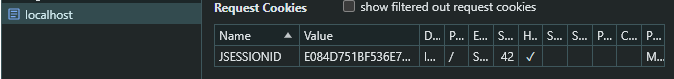 localhost
Request Cookies show filtered out request cookies
Name Value D... P... E... S... H... S... S... P... C... P...
JSESSIONID E084D751BF536E7... l... / S... 42 ✓ M...